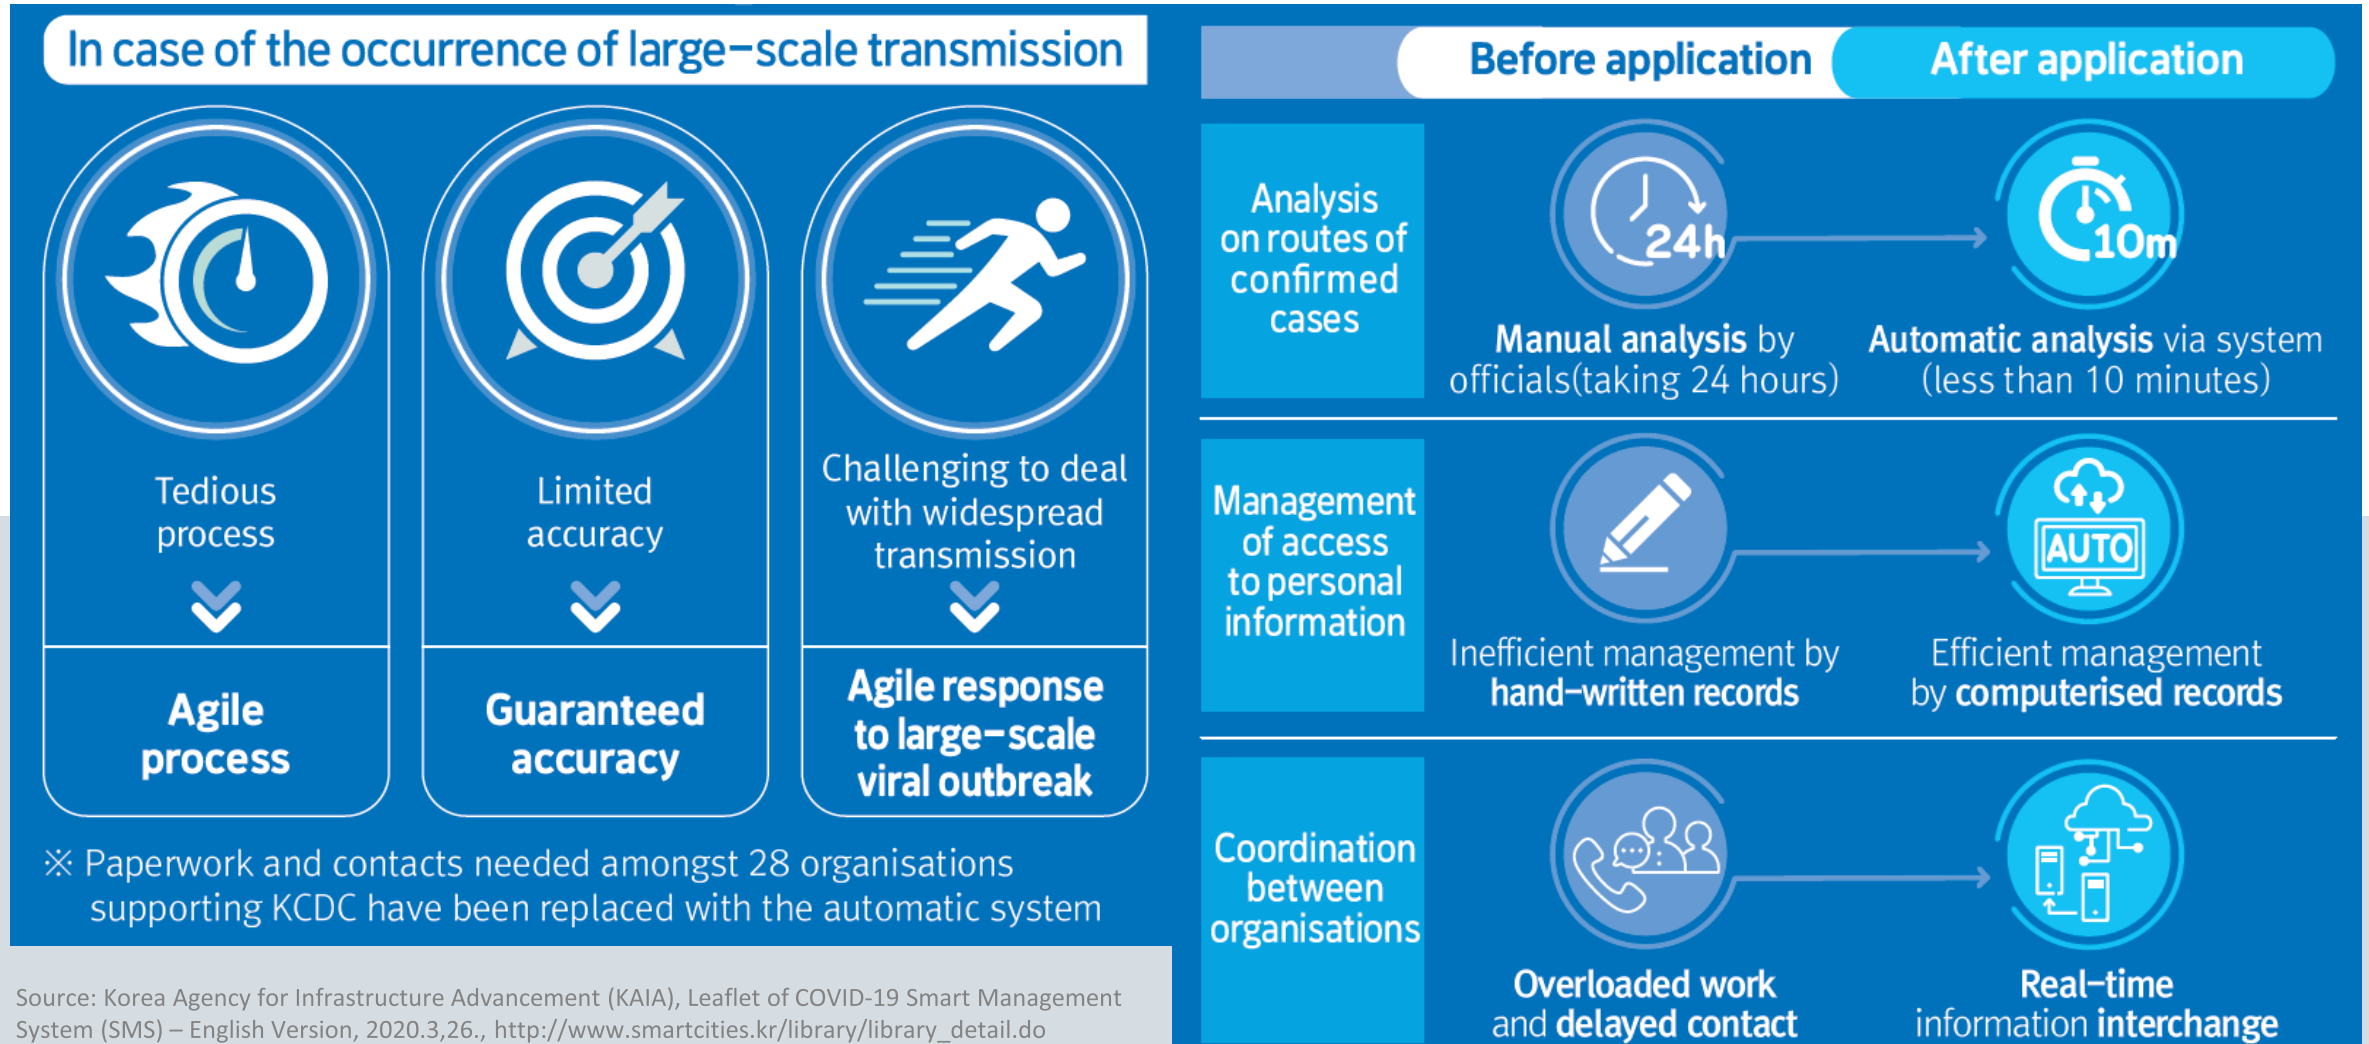 In case of the occurrence of large-scale transmission
Tedious
process
Agile
process
Limited
accuracy
Guaranteed
accuracy
Challenging to deal
with widespread
transmission
Agile response
to large-scale
viral outbreak
※ Paperwork and contacts needed amongst 28 organisations
supporting KCDC have been replaced with the automatic system
Source: Korea Agency for Infrastructure Advancement (KAIA), Leaflet of COVID-19 Smart Management
System (SMS) – English Version, 2020.3,26., http://www.smartcities.kr/library/library_detail.do
Before application
After application
Analysis
on routes of
confirmed
cases
24h
Manual analysis by
officials(taking 24 hours)
10m
Automatic analysis via system
(less than 10 minutes)
Management
of access
to personal
information
Inefficient management by
hand-written records
AUTO
Efficient management
by computerised records
Coordination
between
organisations
Overloaded work
and delayed contact
Real-time
information interchange